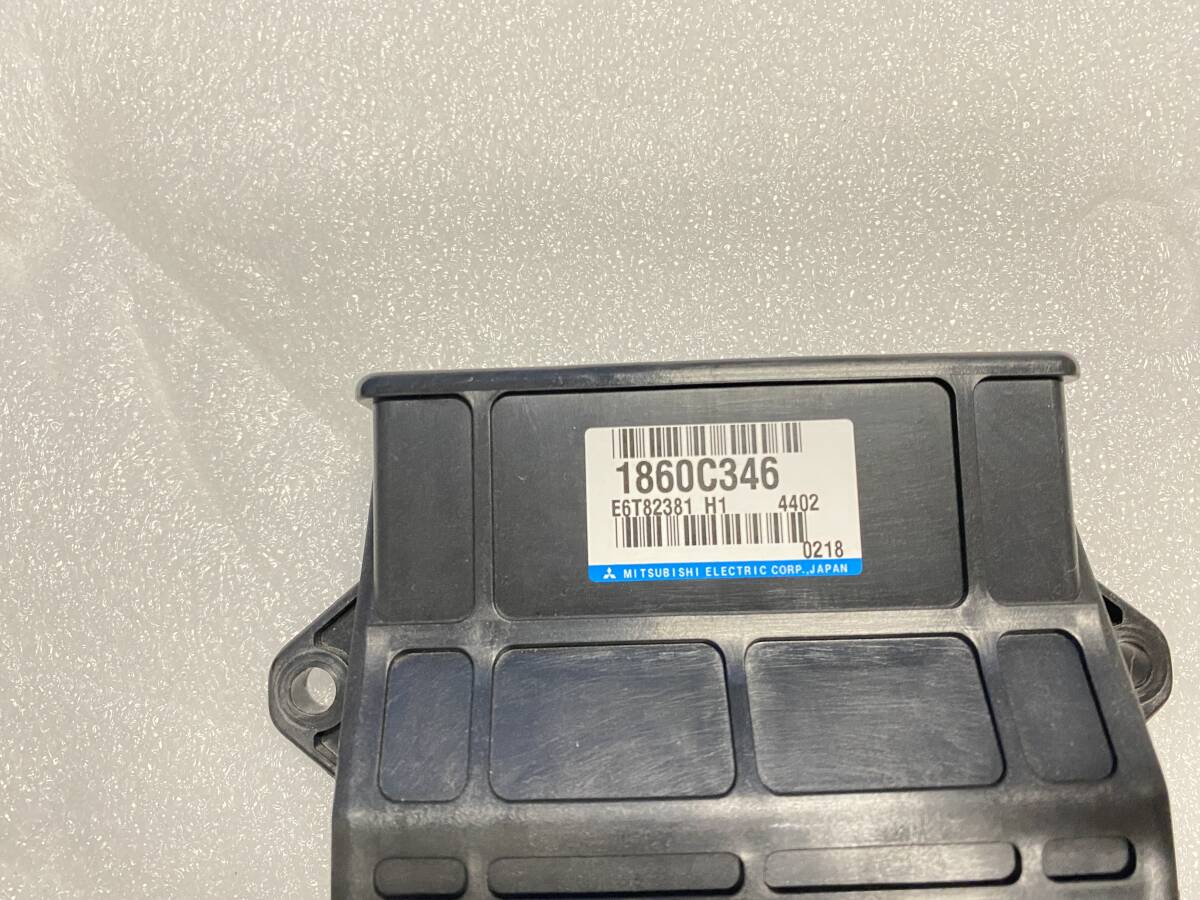 1860C346
E6T82381 H1 4402
0218
MITSUBISHI ELECTRIC CORP.,JAPAN